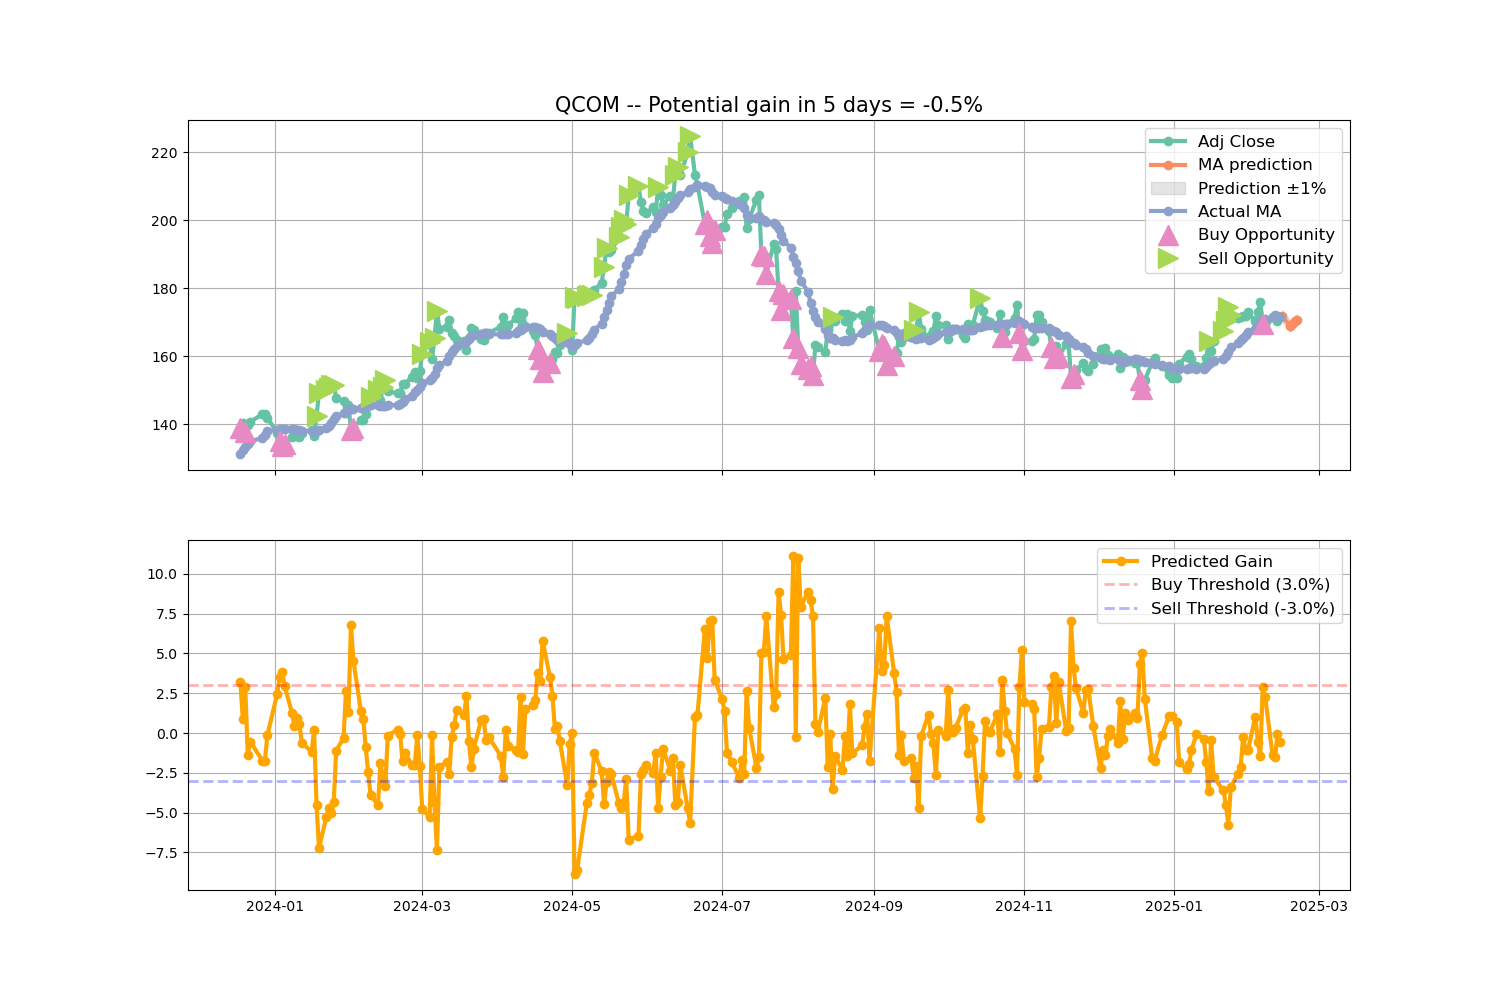 QCOM -- Potential gain in 5 days = -0.5%
220
200
180
160
140
Adj Close
MA prediction
Prediction ±1%
Actual MA
Buy Opportunity
Sell Opportunity
10.0
7.5
5.0
2.5
0.0
−2.5
−5.0
−7.5
Predicted Gain
Buy Threshold (3.0%)
Sell Threshold (-3.0%)
2024-01 2024-03 2024-05 2024-07 2024-09 2024-11 2025-01 2025-03